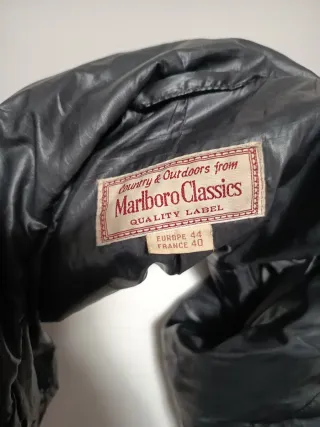 Country & Outdoors from
Marlboro Classics
QUALITY LABEL
EUROPE 44
FRANCE 40